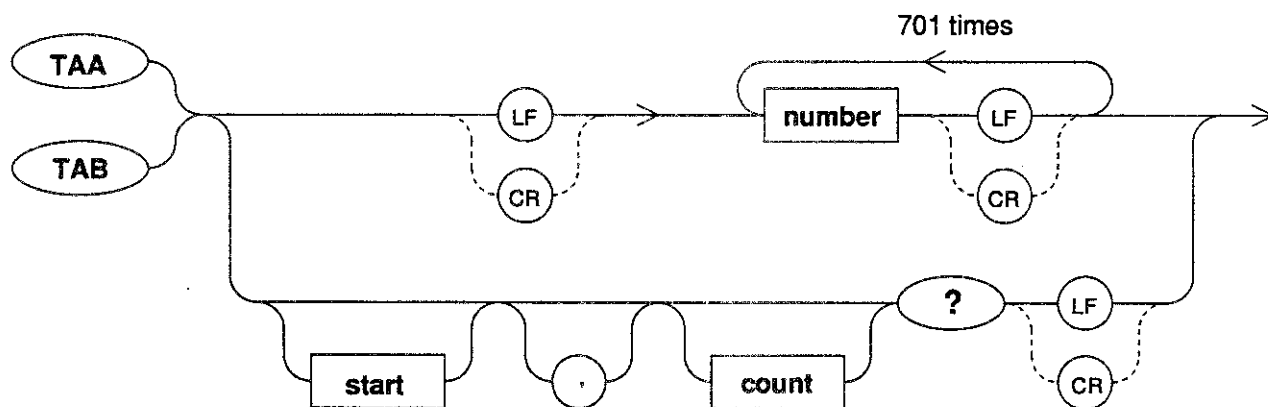 701 times
TAA
LF number LF
TAB
CR CR
? LF
start , count CR